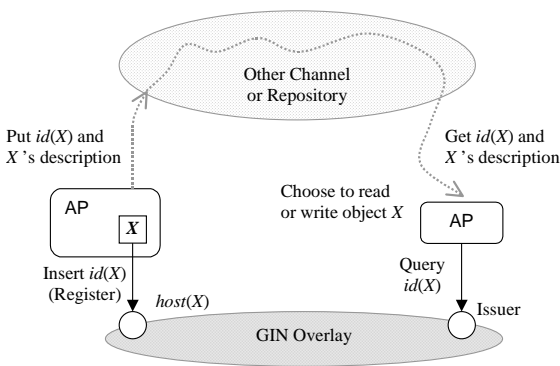 Other Channel
or Repository
Put id(X) and
X 's description
Get id(X) and
X 's description
Choose to read
or write object X
AP
X
AP
Insert id(X)
(Register)
host(X)
Query
id(X)
Issuer
GIN Overlay